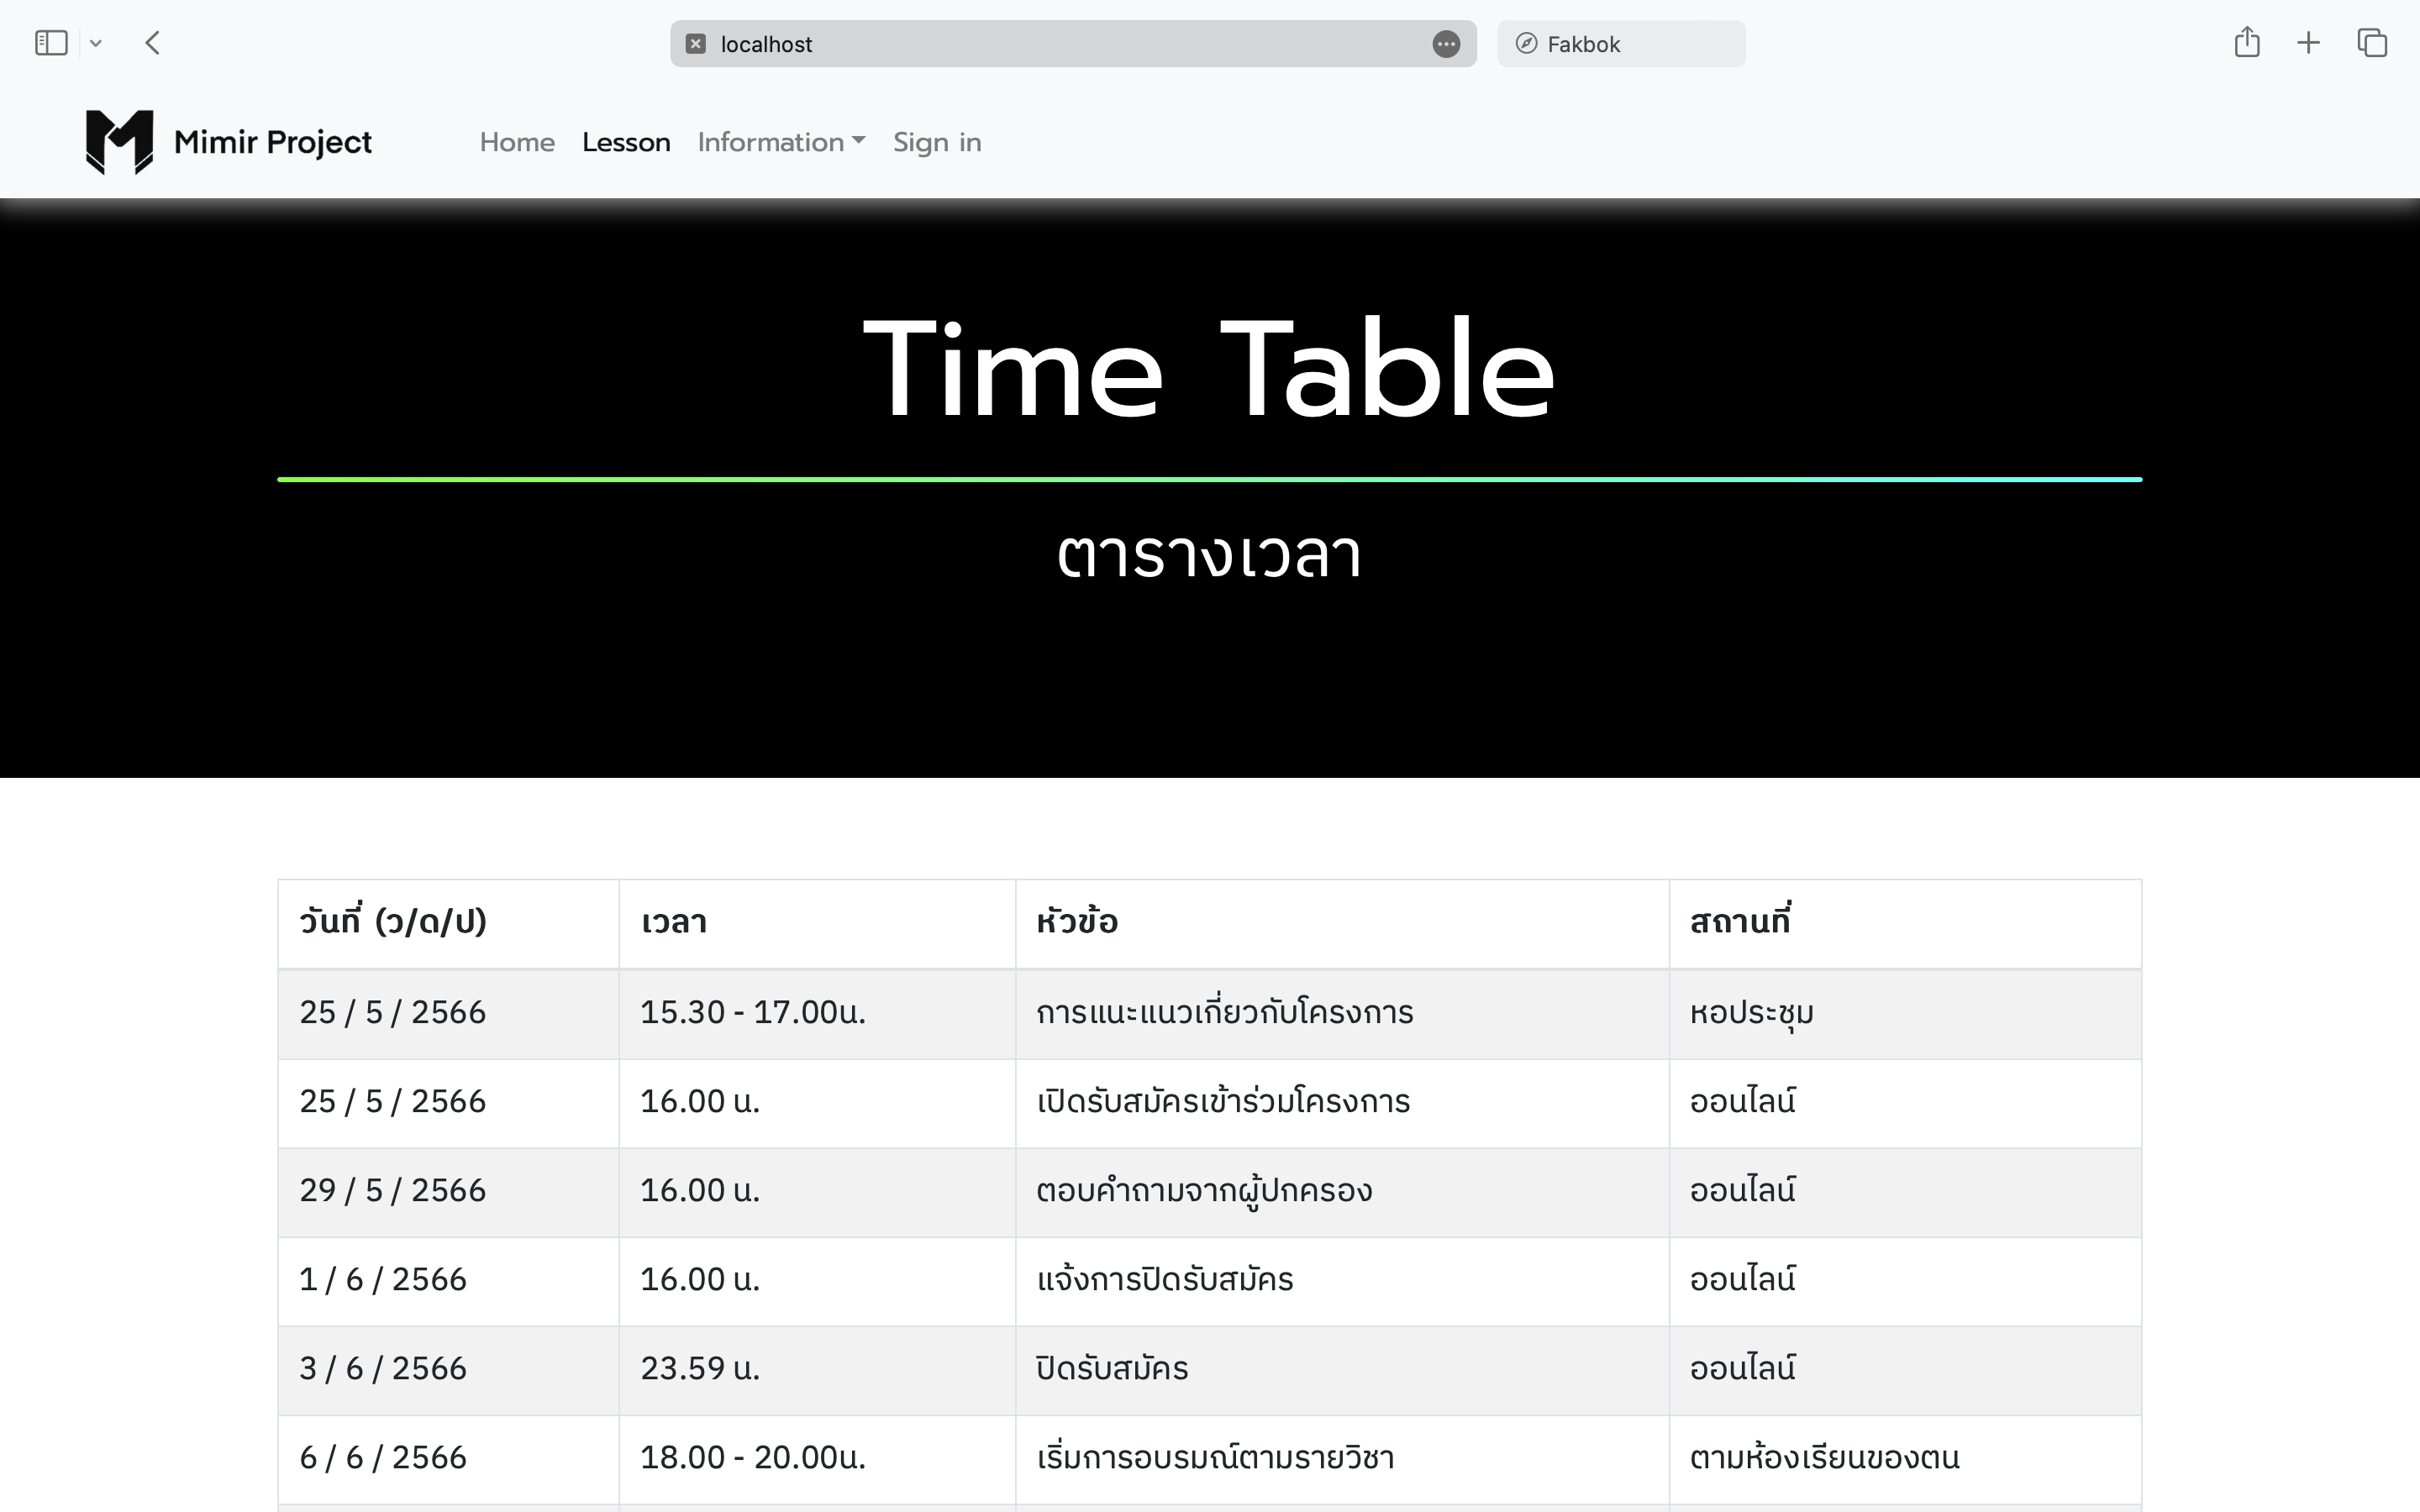 localhost
Fakbok
Mimir Project
Home
Lesson
Information
Sign in
Time Table
ตารางเวลา
วันที่ (ว/ด/ป) เวลา หัวข้อ สถานที่
25 / 5 / 2566 15.30 - 17.00น. การแนะแนวเกี่ยวกับโครงการ หอประชุม
25 / 5 / 2566 16.00 น. เปิดรับสมัครเข้าร่วมโครงการ ออนไลน์
29 / 5 / 2566 16.00 น. ตอบคำถามจากผู้ปกครอง ออนไลน์
1 / 6 / 2566 16.00 น. แจ้งการปิดรับสมัคร ออนไลน์
3 / 6 / 2566 23.59 น. ปิดรับสมัคร ออนไลน์
6 / 6 / 2566 18.00 - 20.00น. เริ่มการอบรมณ์ตามรายวิชา ตามห้องเรียนของตน